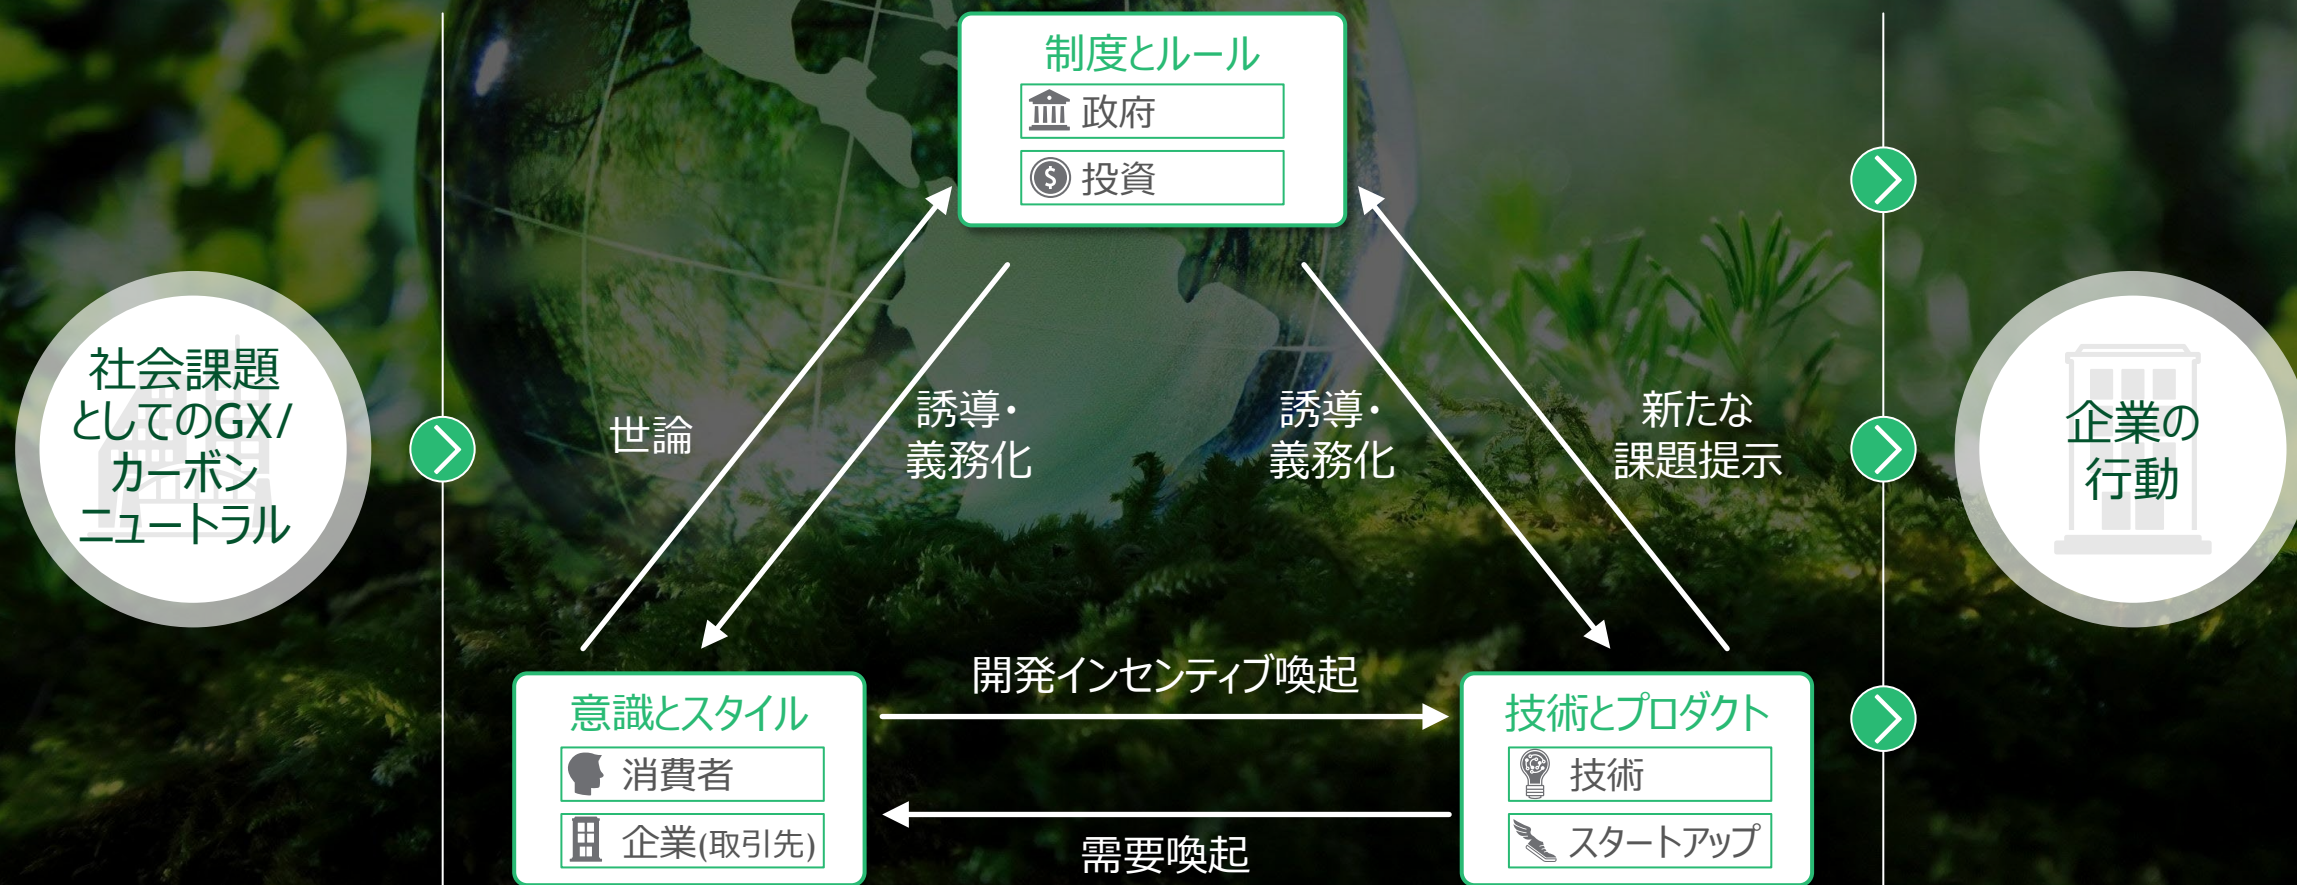 制度とルール
政府
投資
社会課題
としてのGX/
カーボン
ニュートラル
世論
誘導・
義務化
誘導・
義務化
新たな
課題提示
企業の
行動
開発インセンティブ喚起
意識とスタイル
消費者
企業(取引先)
需要喚起
技術とプロダクト
技術
スタートアップ